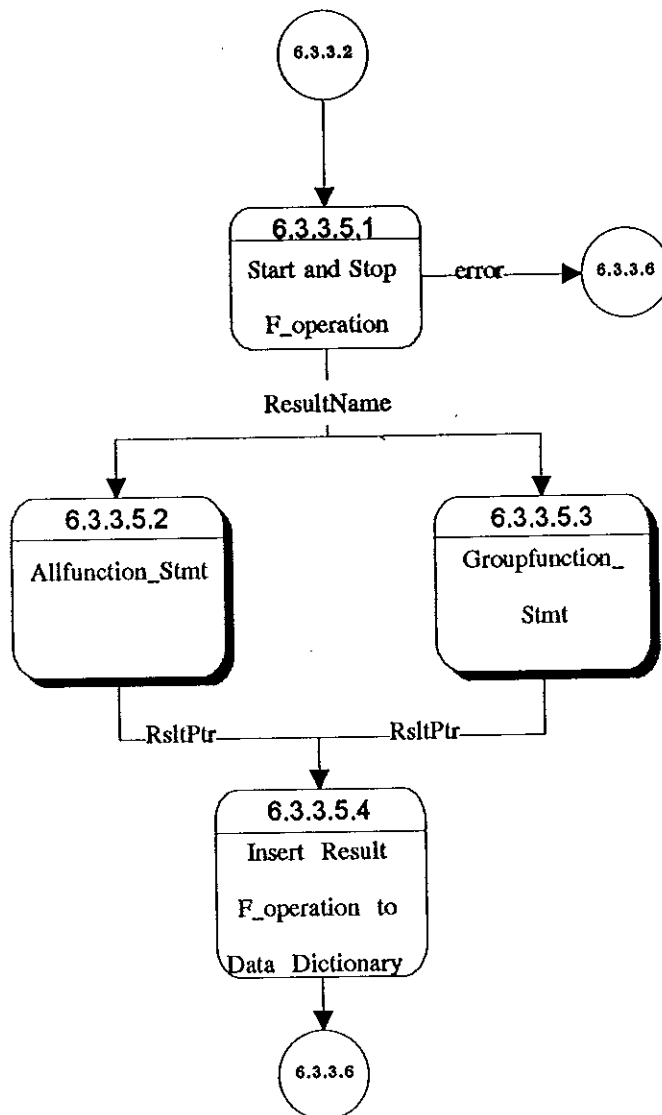 6.3.3.2
6.3.3.5.1
Start and Stop
F_operation
error
6.3.3.6
ResultName
6.3.3.5.2
Allfunction_Stmt
6.3.3.5.3
Groupfunction_
Stmt
RsltPtr
RsltPtr
6.3.3.5.4
Insert Result
F_operation to
Data Dictionary
6.3.3.6